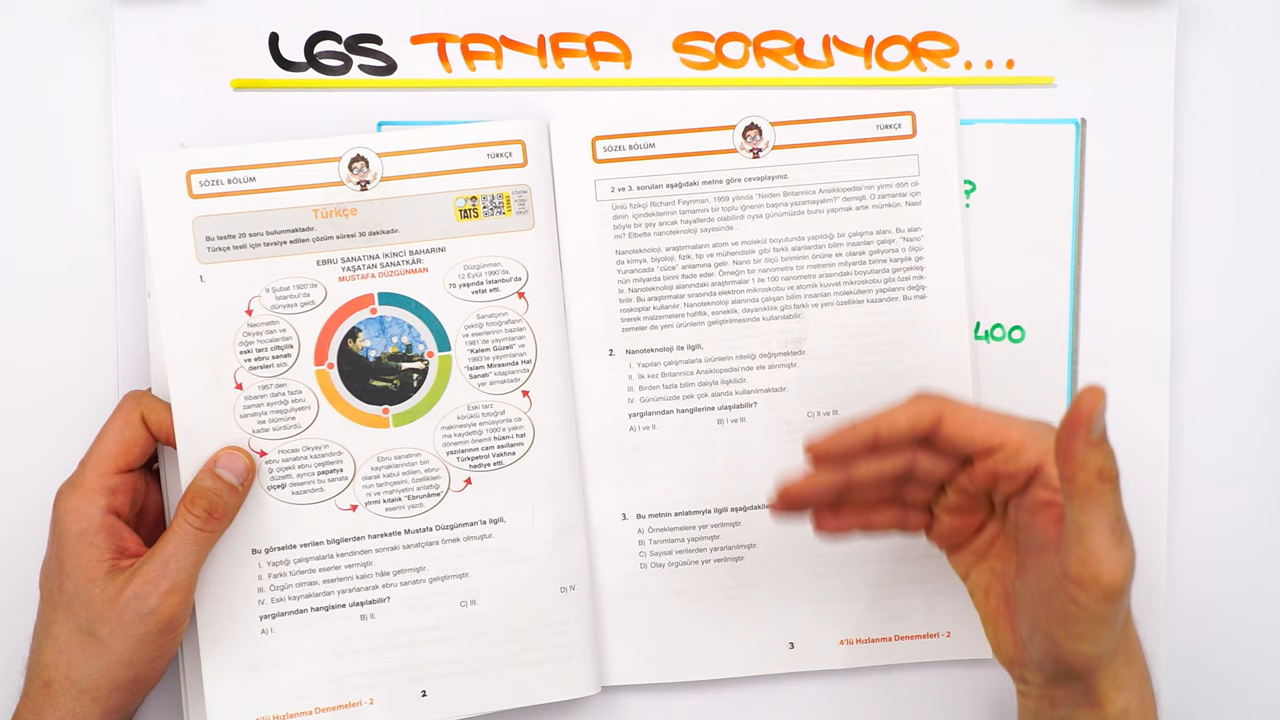 LGS TAYFA SORUYOR...
?
400
SÖZEL BÖLÜM
TÜRKÇE
Türkçe
Bu testte 20 soru bulunmaktadır.
Türkçe testi için tavsiye edilen çözüm süresi 30 dakikadır.
TATS
1.
EBRU SANATINA İKİNCİ BAHARINI
YAŞATAN SANATKÂR:
MUSTAFA DÜZGÜNMAN
9 Şubat 1920'de
İstanbul'da
dünyaya geldi.
Necmettin
Okyay'dan ve
diğer hocalardan
eski tarz ciltçilik
ve ebru sanatı
dersleri aldı.
1957'den
itibaren daha fazla
zaman ayırdığı ebru
sanatıyla meşguliyetini
ise ölümüne
kadar sürdürdü.
Hocası Okyay'ın
ebru sanatına kazandırdı-
ğı çiçekli ebru çeşitlerini
düzeltti, ayrıca papatya
çiçeği desenini bu sanata
kazandırdı.
Ebru sanatının
kaynaklarından biri
olarak kabul edilen, ebru-
nun tarihçesini, özellikleri-
ni ve mahiyetini anlattığı
yirmi kıtalık "Ebrunâme"
eserini yazdı.
Eski tarz
körüklü fotoğraf
makinesiyle emülsyona ca-
ma kaydettiği 1000'e yakın
dönemin önemli hüsn-i hat
yazılarının cam asıllarını
Türkpetrol Vakfına
hediye etti.
Sanatçının
çektiği fotoğrafların
ve eserlerinin bazıları
1981'de yayımlanan
"Kalem Güzeli" ve
1993'te yayımlanan
"İslam Mirasında Hat
Sanatı" kitaplarında
yer almaktadır.
Düzgünman,
12 Eylül 1990'da,
70 yaşında İstanbul'da
vefat etti.
Bu görselde verilen bilgilerden hareketle Mustafa Düzgünman'la ilgili,
I. Yaptığı çalışmalarla kendinden sonraki sanatçılara örnek olmuştur.
II. Farklı türlerde eserler vermiştir.
III. Özgün olması, eserlerini kalıcı hâle getirmiştir.
IV. Eski kaynaklardan yararlanarak ebru sanatını geliştirmiştir.
yargılarından hangisine ulaşılabilir?
A) I. B) II. C) III. D) IV.
4'lü Hızlanma Denemeleri - 2
2
SÖZEL BÖLÜM
TÜRKÇE
2 ve 3. soruları aşağıdaki metne göre cevaplayınız.
Ünlü fizikçi Richard Feynman, 1959 yılında "Neden Britannica Ansiklopedisi'nin yirmi dört cil-
dinin içindekilerinin tamamını bir toplu iğnenin başına yazamayalım?" demişti. O zamanlar için
böyle bir şey ancak hayallerde olabilirdi oysa günümüzde bunu yapmak artık mümkün. Nasıl
mı? Elbette nanoteknoloji sayesinde...
Nanoteknoloji, araştırmaların atom ve molekül boyutunda yapıldığı bir çalışma alanı. Bu alan-
da kimya, biyoloji, fizik, tıp ve mühendislik gibi farklı alanlardan bilim insanları çalışır. "Nano"
Yunancada "cüce" anlamına gelir. Nano bir ölçü biriminin önüne ek olarak geliyorsa o ölçü-
nün milyarda birini ifade eder. Örneğin bir nanometre bir metrenin milyarda birine karşılık ge-
lir. Nanoteknoloji alanındaki araştırmalar 1 ile 100 nanometre arasındaki boyutlarda gerçekleş-
tirilir. Bu araştırmalar sırasında elektron mikroskobu ve atomik kuvvet mikroskobu gibi özel mik-
roskoplar kullanılır. Nanoteknoloji alanında çalışan bilim insanları moleküllerin yapılarını değiş-
tirerek malzemelere hafiflik, esneklik, dayanıklılık gibi farklı ve yeni özellikler kazandırır. Bu mal-
zemeler de yeni ürünlerin geliştirilmesinde kullanılabilir.
2. Nanoteknoloji ile ilgili,
I. Yapılan çalışmalarla ürünlerin niteliği değişmektedir.
II. İlk kez Britannica Ansiklopedisi'nde ele alınmıştır.
III. Birden fazla bilim dalıyla ilişkilidir.
IV. Günümüzde pek çok alanda kullanılmaktadır.
yargılarından hangilerine ulaşılabilir?
A) I ve II. B) I ve III. C) II ve III.
3. Bu metnin anlatımıyla ilgili
A) Örneklemelere yer verilmiştir.
B) Tanımlama yapılmıştır.
C) Sayısal verilerden yararlanılmıştır.
D) Olay örgüsüne yer verilmiştir.
3
4'lü Hızlanma Denemeleri - 2